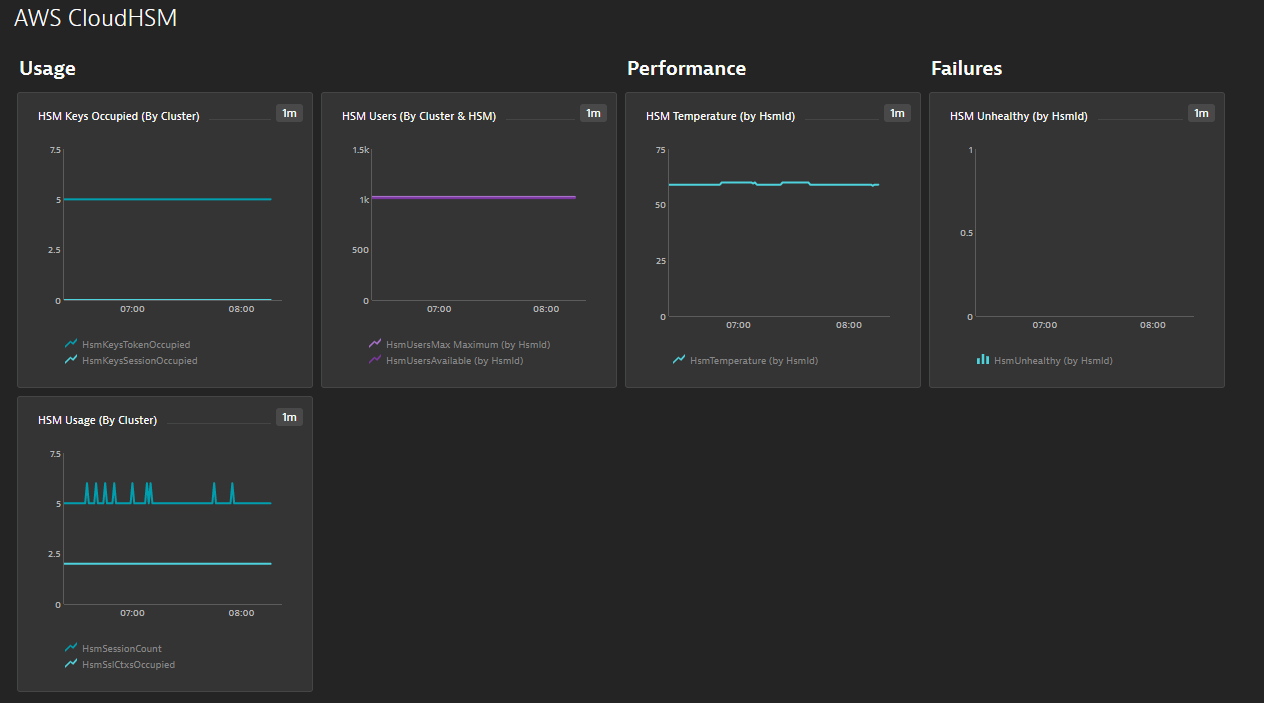 AWS CloudHSM
Usage
Performance
Failures
HSM Keys Occupied (By Cluster)
1m
7.5
5
2.5
0
07:00
08:00
HsmKeysTokenOccupied
HsmKeysSessionOccupied
HSM Users (By Cluster & HSM)
1m
1.5k
1k
500
0
07:00
08:00
HsmUsersMax Maximum (by HsmId)
HsmUsersAvailable (by HsmId)
HSM Temperature (by HsmId)
1m
75
50
25
0
07:00
08:00
HsmTemperature (by HsmId)
HSM Unhealthy (by HsmId)
1m
1
0.5
0
07:00
08:00
HsmUnhealthy (by HsmId)
HSM Usage (By Cluster)
1m
7.5
5
2.5
0
07:00
08:00
HsmSessionCount
HsmSslCtxsOccupied